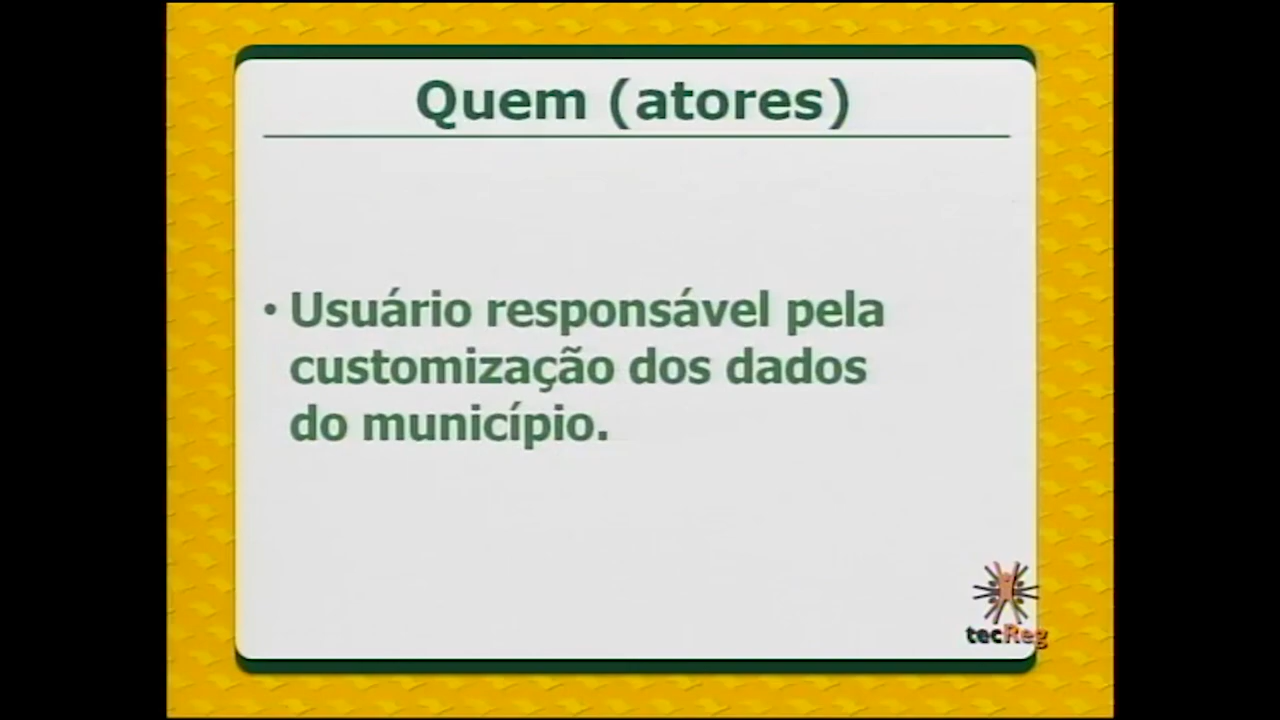 Quem (atores)
• Usuário responsável pela
customização dos dados
do município.
tecReg